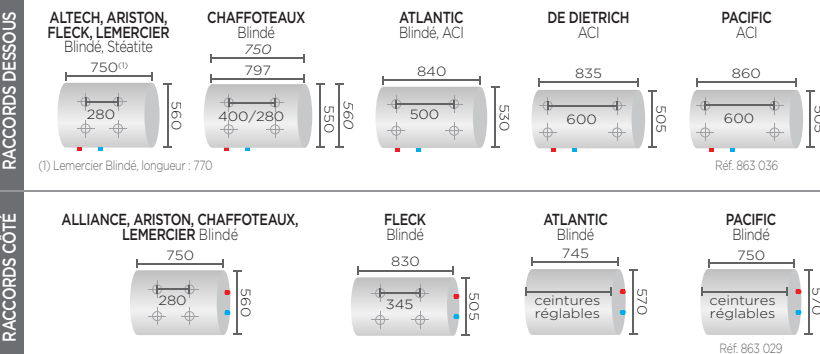 RACCORDS DESSOUS
ALTECH, ARISTON,
FLECK, LEMERCIER
Blindé, Stéatite
750(1)
280
560
(1) Lemercier Blindé, longueur : 770
CHAFFOTEAUX
Blindé
750
797
400/280
550
560
ATLANTIC
Blindé, ACI
840
500
530
DE DIETRICH
ACI
835
600
505
PACIFIC
ACI
860
600
505
Réf. 863 036
RACCORDS CÔTÉ
ALLIANCE, ARISTON, CHAFFOTEAUX,
LEMERCIER Blindé
750
280
560
FLECK
Blindé
830
345
505
ATLANTIC
Blindé
745
ceintures
réglables
570
PACIFIC
Blindé
750
ceintures
réglables
570
Réf. 863 029